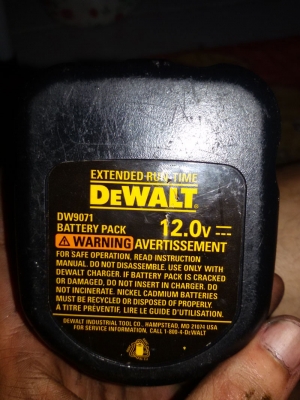 EXTENDED RUN-TIME
DEWALT
DW9071
BATTERY PACK 12.0v
WARNING AVERTISSEMENT
FOR SAFE OPERATION, READ INSTRUCTION
MANUAL. DO NOT DISASSEMBLE. USE ONLY WITH
DEWALT CHARGER. IF BATTERY PACK IS CRACKED
OR DAMAGED, DO NOT INSERT IN CHARGER. DO
NOT INCINERATE. NICKEL CADMIUM BATTERIES
MUST BE RECYCLED OR DISPOSED OF PROPERLY.
À TITRE PRÉVENTIF, LIRE LE GUIDE D'UTILISATION.
DEWALT INDUSTRIAL TOOL CO., HAMPSTEAD, MD 21074 USA
FOR SERVICE INFORMATION, CALL 1-800-4-DEWALT